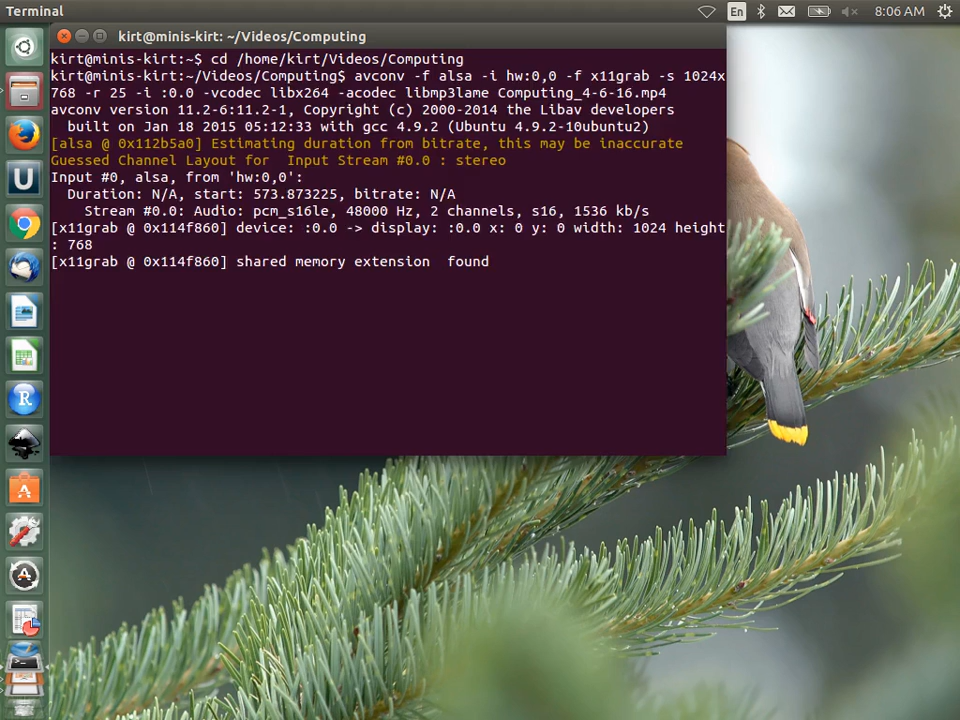 Terminal
En
8:06 AM
kirt@minis-kirt: ~/Videos/Computing
kirt@minis-kirt:~$ cd /home/kirt/Videos/Computing
kirt@minis-kirt:~/Videos/Computing$ avconv -f alsa -i hw:0,0 -f x11grab -s 1024x
768 -r 25 -i :0.0 -vcodec libx264 -acodec libmp3lame Computing_4-6-16.mp4
avconv version 11.2-6:11.2-1, Copyright (c) 2000-2014 the Libav developers
  built on Jan 18 2015 05:12:33 with gcc 4.9.2 (Ubuntu 4.9.2-10ubuntu2)
[alsa @ 0x112b5a0] Estimating duration from bitrate, this may be inaccurate
Guessed Channel Layout for  Input Stream #0.0 : stereo
Input #0, alsa, from 'hw:0,0':
  Duration: N/A, start: 573.873225, bitrate: N/A
    Stream #0.0: Audio: pcm_s16le, 48000 Hz, 2 channels, s16, 1536 kb/s
[x11grab @ 0x114f860] device: :0.0 -> display: :0.0 x: 0 y: 0 width: 1024 height
: 768
[x11grab @ 0x114f860] shared memory extension  found
U
R
A
A
>_